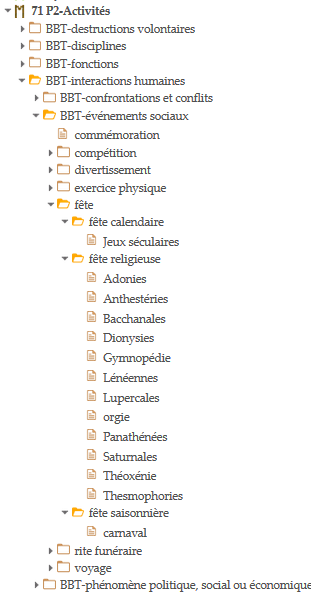 71 P2-Activités
BBT-destructions volontaires
BBT-disciplines
BBT-fonctions
BBT-interactions humaines
BBT-confrontations et conflits
BBT-événements sociaux
commémoration
compétition
divertissement
exercice physique
fête
fête calendaire
Jeux séculaires
fête religieuse
Adonies
Anthestéries
Bacchanales
Dionysies
Gymnopédie
Lénéennes
Lupercales
orgie
Panathénées
Saturnales
Théoxénie
Thesmophories
fête saisonnière
carnaval
rite funéraire
voyage
BBT-phénomène politique, social ou économique